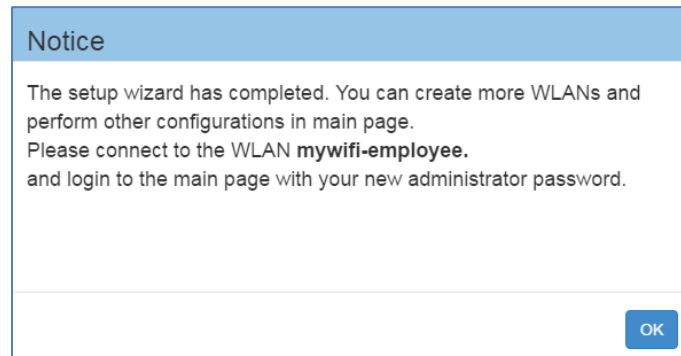 Notice
The setup wizard has completed. You can create more WLANs and
perform other configurations in main page.
Please connect to the WLAN mywifi-employee.
and login to the main page with your new administrator password.
OK